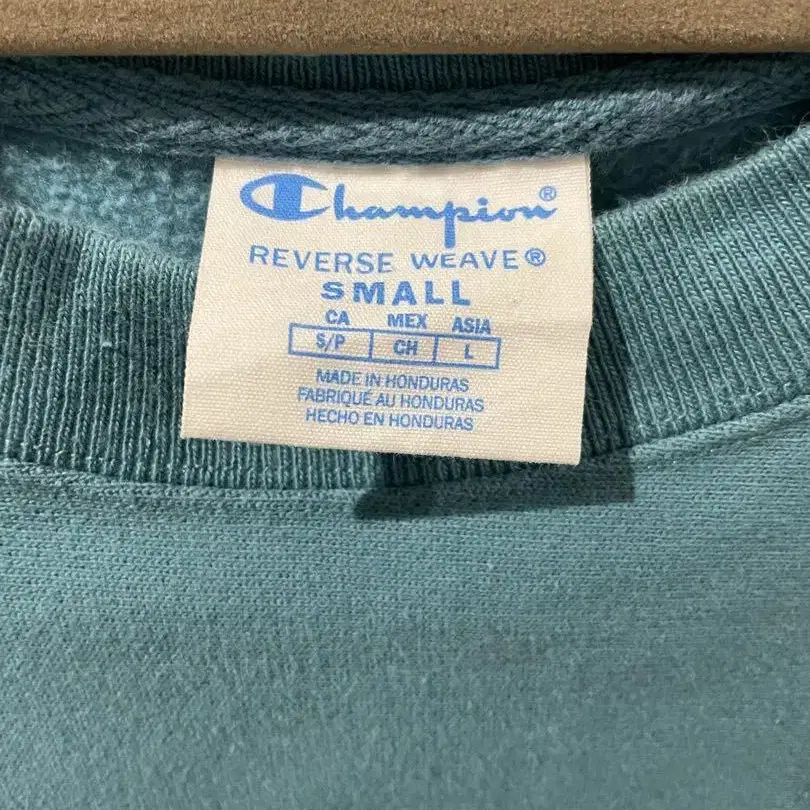 Champion®
REVERSE WEAVE®
SMALL
CA MEX ASIA
S/P CH L
MADE IN HONDURAS
FABRIQUÉ AU HONDURAS
HECHO EN HONDURAS